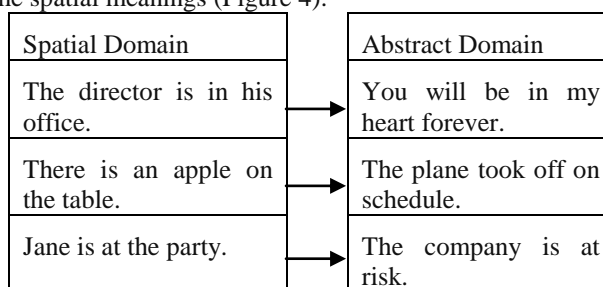 the spatial meanings (Figure 4).
Spatial Domain
Abstract Domain
The director is in his
office.
You will be in my
heart forever.
There is an apple on
the table.
The plane took off on
schedule.
Jane is at the party.
The company is at
risk.